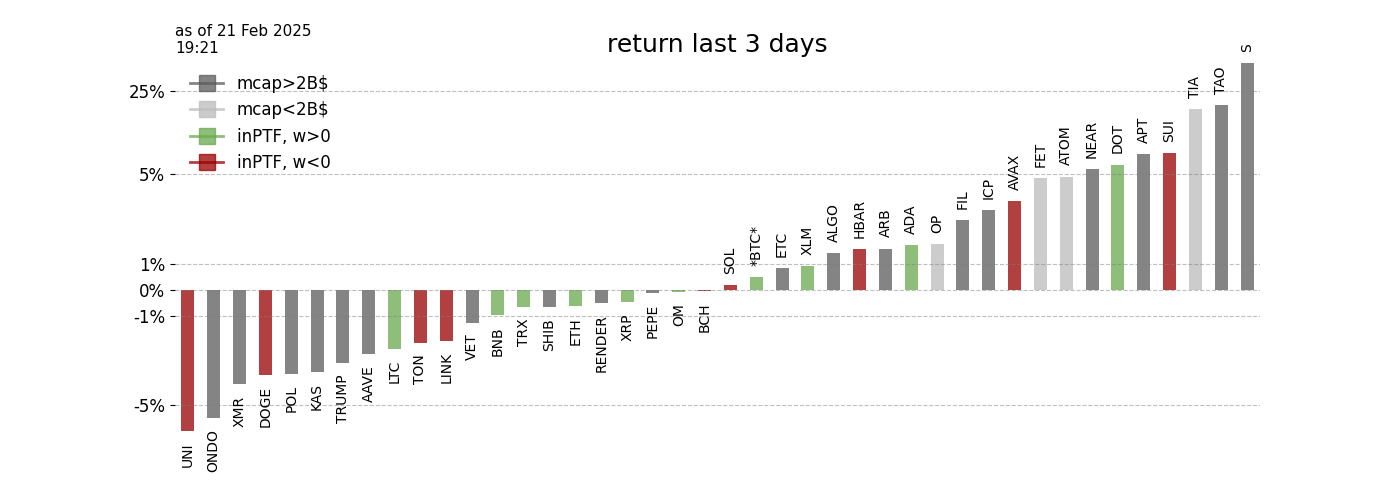 as of 21 Feb 2025
19:21
return last 3 days
mcap>2B$
mcap<2B$
inPTF, w>0
inPTF, w<0
25%
5%
1%
0%
-1%
-5%
UNI
ONDO
XMR
DOGE
POL
KAS
TRUMP
AAVE
LTC
TON
LINK
VET
BNB
TRX
SHIB
ETH
RENDER
XRP
PEPE
OM
BCH
SOL
*BTC*
ETC
XLM
ALGO
HBAR
ARB
ADA
OP
FIL
ICP
AVAX
FET
ATOM
NEAR
DOT
APT
SUI
TIA
TAO
S